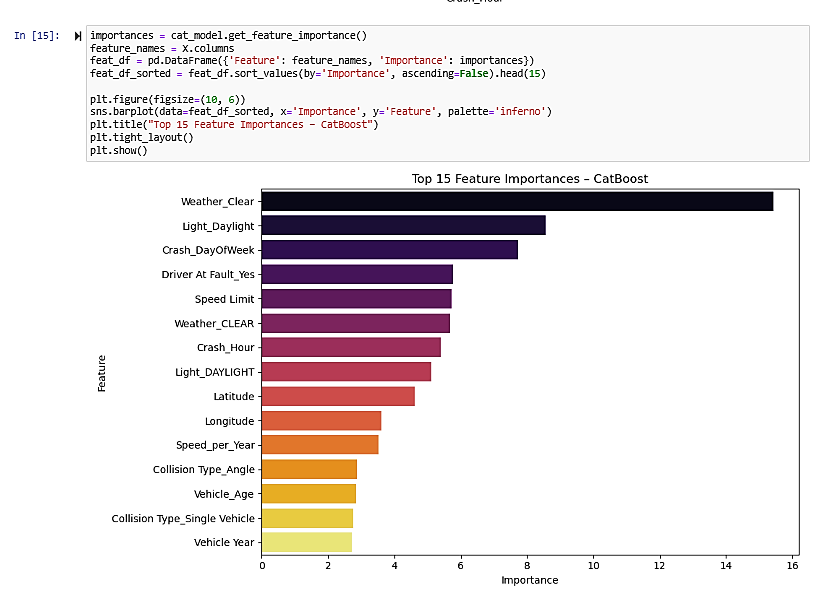 Crash_Hour
In [15]:
importances = cat_model.get_feature_importance()
feature_names = X.columns
feat_df = pd.DataFrame({'Feature': feature_names, 'Importance': importances})
feat_df_sorted = feat_df.sort_values(by='Importance', ascending=False).head(15)
plt.figure(figsize=(10, 6))
sns.barplot(data=feat_df_sorted, x='Importance', y='Feature', palette='inferno')
plt.title("Top 15 Feature Importances – CatBoost")
plt.tight_layout()
plt.show()
Top 15 Feature Importances – CatBoost
Weather_Clear
Light_Daylight
Crash_DayOfWeek
Driver At Fault_Yes
Speed Limit
Weather_CLEAR
Crash_Hour
Light_DAYLIGHT
Latitude
Longitude
Speed_per_Year
Collision Type_Angle
Vehicle_Age
Collision Type_Single Vehicle
Vehicle Year
Feature
0 2 4 6 8 10 12 14 16
Importance